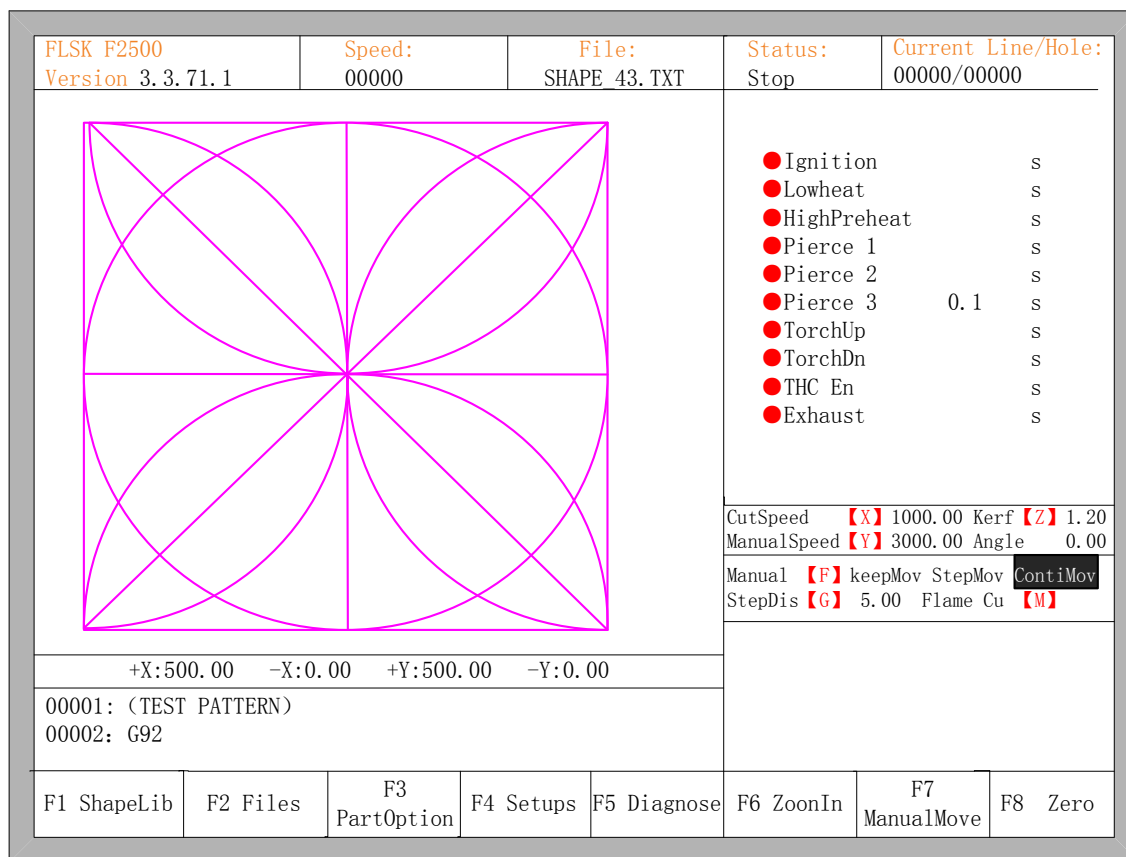 FLSK F2500
Version 3.3.71.1
Speed:
00000
File:
SHAPE_43.TXT
Status:
Stop
Current Line/Hole:
00000/00000
Ignition s
Lowheat s
HighPreheat s
Pierce 1 s
Pierce 2 s
Pierce 3 0.1 s
TorchUp s
TorchDn s
THC En s
Exhaust s
CutSpeed 【X】 1000.00 Kerf【Z】 1.20
ManualSpeed【Y】 3000.00 Angle 0.00
Manual 【F】keepMov StepMov ContiMov
StepDis【G】 5.00 Flame Cu 【M】
+X:500.00 -X:0.00 +Y:500.00 -Y:0.00
00001: (TEST PATTERN)
00002: G92
F1 ShapeLib
F2 Files
F3
PartOption
F4 Setups
F5 Diagnose
F6 ZoonIn
F7
ManualMove
F8 Zero